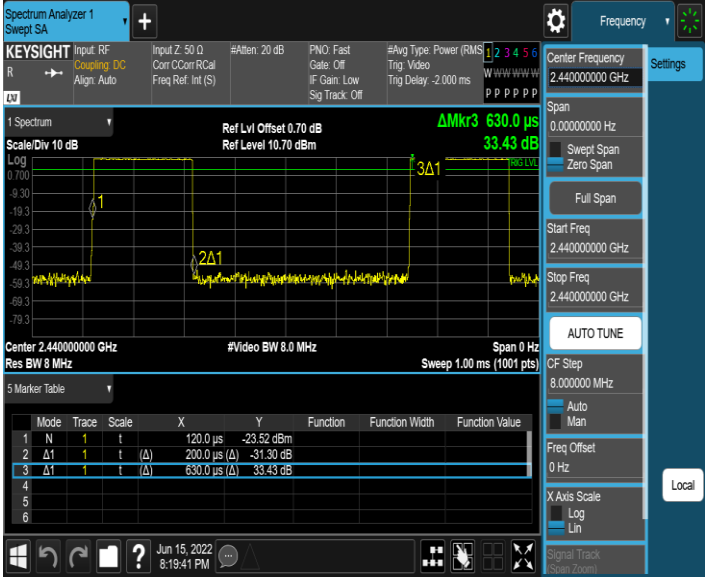 Spectrum Analyzer 1
Swept SA
+
Frequency
KEYSIGHT
R
LXI
Input: RF
Coupling: DC
Align: Auto
Input Z: 50 Ω
Corr CCorr RCal
Freq Ref: Int (S)
#Atten: 20 dB
PNO: Fast
Gate: Off
IF Gain: Low
Sig Track: Off
#Avg Type: Power (RMS
Trig: Video
Trig Delay: -2.000 ms
1 2 3 4 5 6
W W W W W W
P P P P P P
1 Spectrum
Scale/Div 10 dB
Ref Lvl Offset 0.70 dB
Ref Level 10.70 dBm
ΔMkr3 630.0 µs
33.43 dB
Log
0.700
-9.30
-19.3
-29.3
-39.3
-49.3
-59.3
-69.3
-79.3
1
2Δ1
3Δ1
TRIG LVL
Center 2.440000000 GHz
#Video BW 8.0 MHz
Span 0 Hz
Res BW 8 MHz
Sweep 1.00 ms (1001 pts)
5 Marker Table
Mode Trace Scale X Y Function Function Width Function Value
1 N 1 t 120.0 µs -23.52 dBm
2 Δ1 1 t (Δ) 200.0 µs (Δ) -31.30 dB
3 Δ1 1 t (Δ) 630.0 µs (Δ) 33.43 dB
4
5
6
Jun 15, 2022
8:19:41 PM
Center Frequency
2.440000000 GHz
Settings
Span
0.00000000 Hz
Swept Span
Zero Span
Full Span
Start Freq
2.440000000 GHz
Stop Freq
2.440000000 GHz
AUTO TUNE
CF Step
8.000000 MHz
Auto
Man
Freq Offset
0 Hz
X Axis Scale
Log
Lin
Signal Track
(Span Zoom)
Local